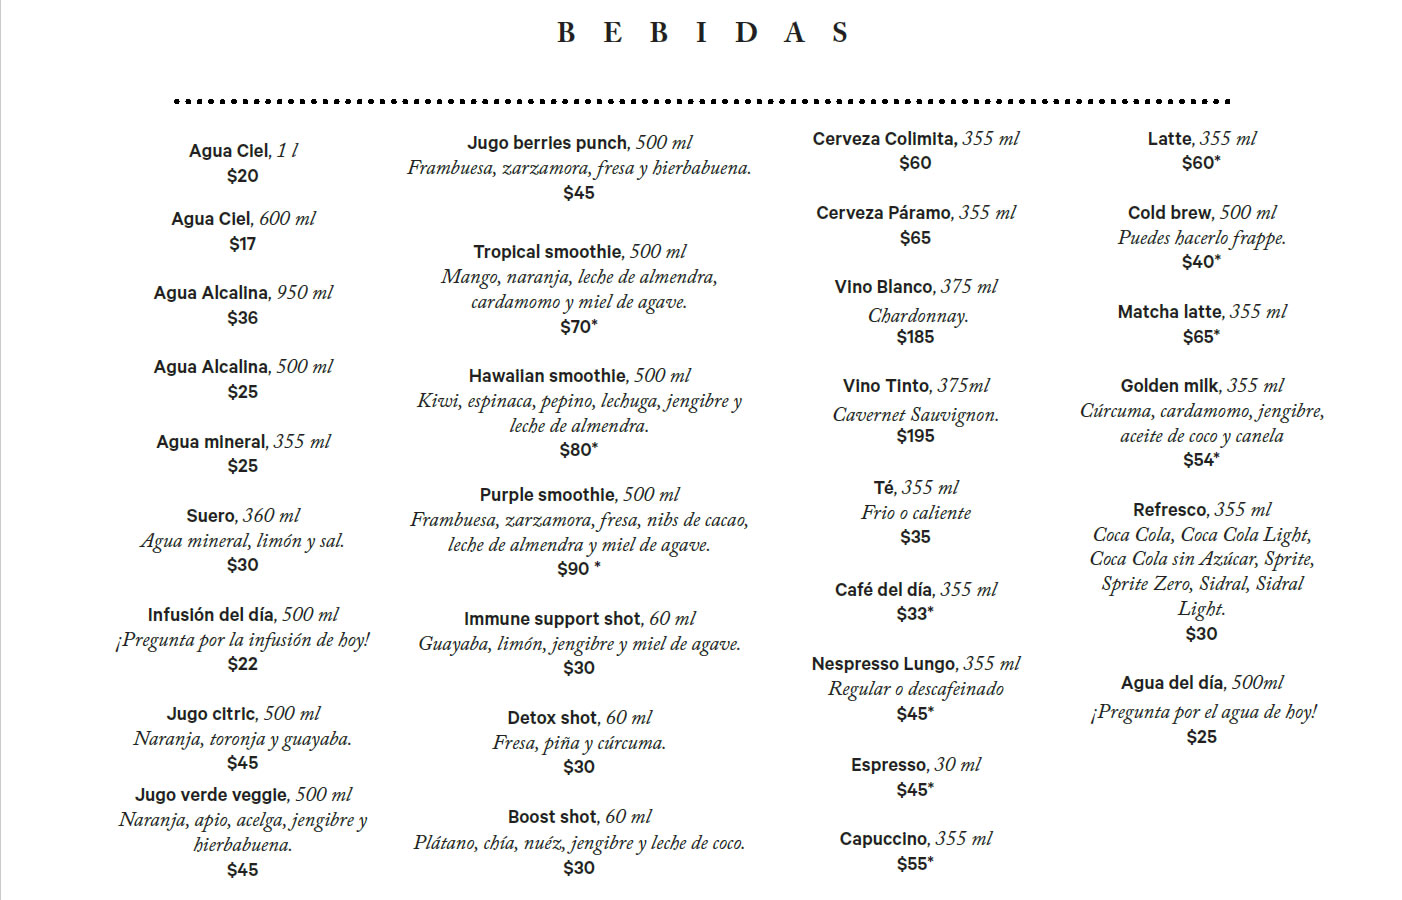 BEBIDAS
Agua Ciel, 1 l
$20
Agua Ciel, 600 ml
$17
Agua Alcalina, 950 ml
$36
Agua Alcalina, 500 ml
$25
Agua mineral, 355 ml
$25
Suero, 360 ml
Agua mineral, limón y sal.
$30
Infusión del día, 500 ml
¡Pregunta por la infusión de hoy!
$22
Jugo citric, 500 ml
Naranja, toronja y guayaba.
$45
Jugo verde veggie, 500 ml
Naranja, apio, acelga, jengibre y
hierbabuena.
$45
Jugo berries punch, 500 ml
Frambuesa, zarzamora, fresa y hierbabuena.
$45
Tropical smoothie, 500 ml
Mango, naranja, leche de almendra,
cardamomo y miel de agave.
$70*
Hawaiian smoothie, 500 ml
Kiwi, espinaca, pepino, lechuga, jengibre y
leche de almendra.
$80*
Purple smoothie, 500 ml
Frambuesa, zarzamora, fresa, nibs de cacao,
leche de almendra y miel de agave.
$90 *
Immune support shot, 60 ml
Guayaba, limón, jengibre y miel de agave.
$30
Detox shot, 60 ml
Fresa, piña y cúrcuma.
$30
Boost shot, 60 ml
Plátano, chía, nuéz, jengibre y leche de coco.
$30
Cerveza Colimita, 355 ml
$60
Cerveza Páramo, 355 ml
$65
Vino Blanco, 375 ml
Chardonnay.
$185
Vino Tinto, 375ml
Cavernet Sauvignon.
$195
Té, 355 ml
Frio o caliente
$35
Café del día, 355 ml
$33*
Nespresso Lungo, 355 ml
Regular o descafeinado
$45*
Espresso, 30 ml
$45*
Capuccino, 355 ml
$55*
Latte, 355 ml
$60*
Cold brew, 500 ml
Puedes hacerlo frappe.
$40*
Matcha latte, 355 ml
$65*
Golden milk, 355 ml
Cúrcuma, cardamomo, jengibre,
aceite de coco y canela
$54*
Refresco, 355 ml
Coca Cola, Coca Cola Light,
Coca Cola sin Azúcar, Sprite,
Sprite Zero, Sidral, Sidral
Light.
$30
Agua del día, 500ml
¡Pregunta por el agua de hoy!
$25